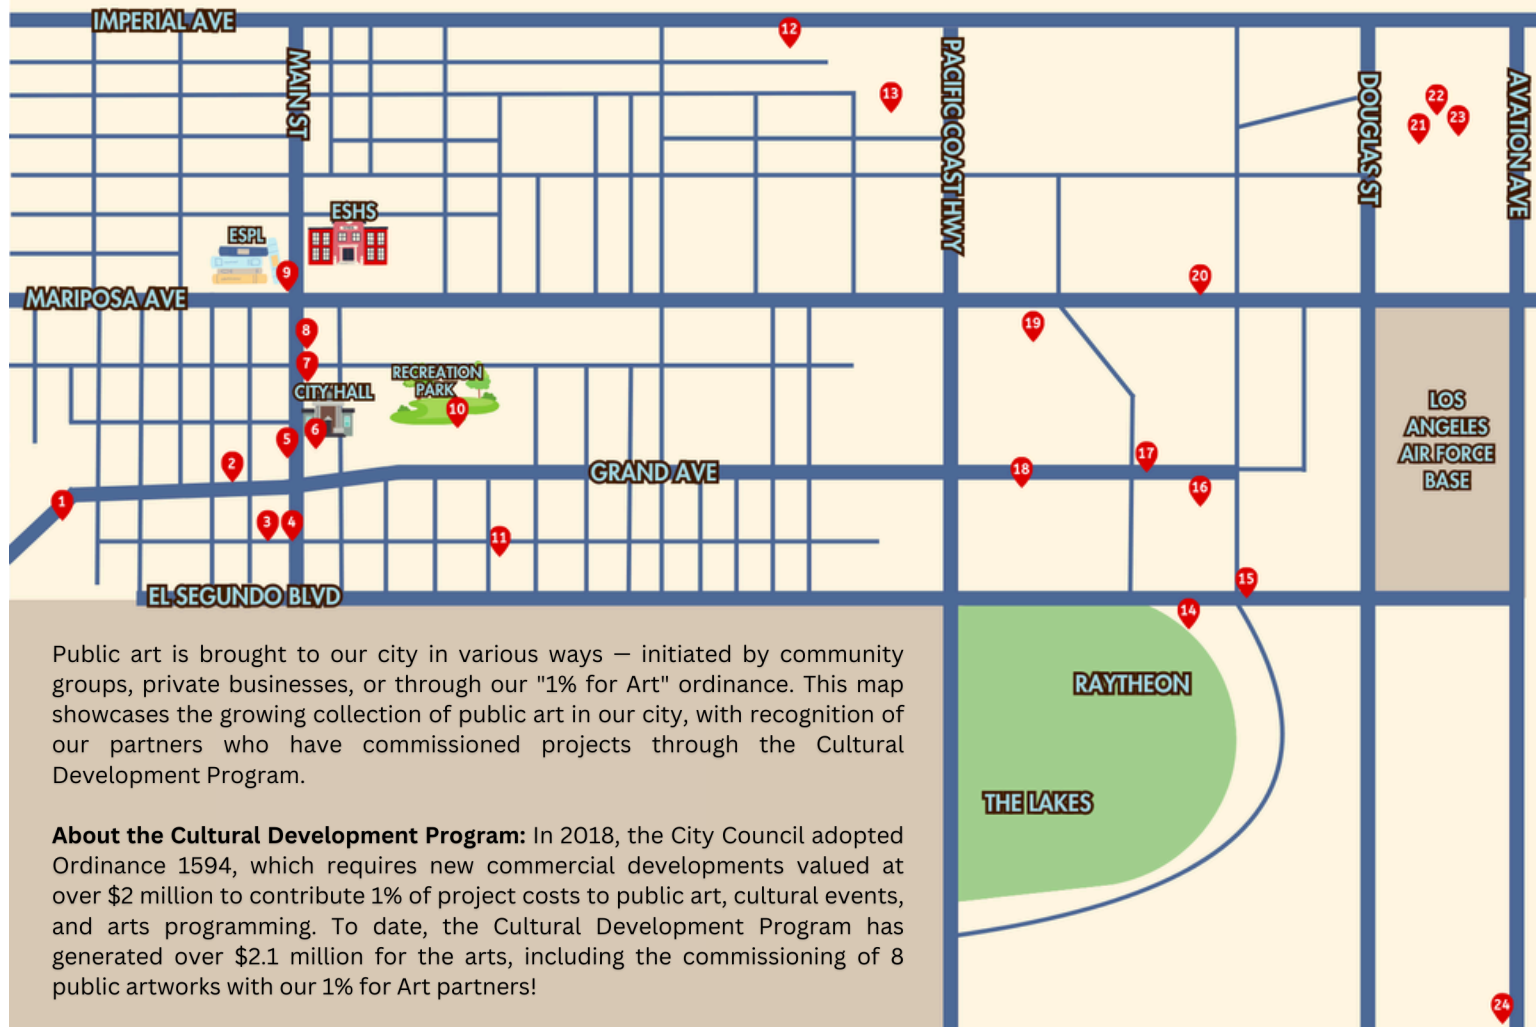 IMPERIAL AVE
MAIN ST
PACIFIC COAST HWY
DOUGLAS ST
AVATION AVE
12
13
22
21
23
ESHS
ESPL
9
MARIPOSA AVE
20
8
19
7
RECREATION
PARK
CITY HALL
10
LOS
ANGELES
AIR FORCE
BASE
6
5
2
17
GRAND AVE
18
16
1
3
4
11
15
EL SEGUNDO BLVD
14
RAYTHEON
THE LAKES
24
Public art is brought to our city in various ways — initiated by community
groups, private businesses, or through our "1% for Art" ordinance. This map
showcases the growing collection of public art in our city, with recognition of
our partners who have commissioned projects through the Cultural
Development Program.
About the Cultural Development Program: In 2018, the City Council adopted
Ordinance 1594, which requires new commercial developments valued at
over $2 million to contribute 1% of project costs to public art, cultural events,
and arts programming. To date, the Cultural Development Program has
generated over $2.1 million for the arts, including the commissioning of 8
public artworks with our 1% for Art partners!